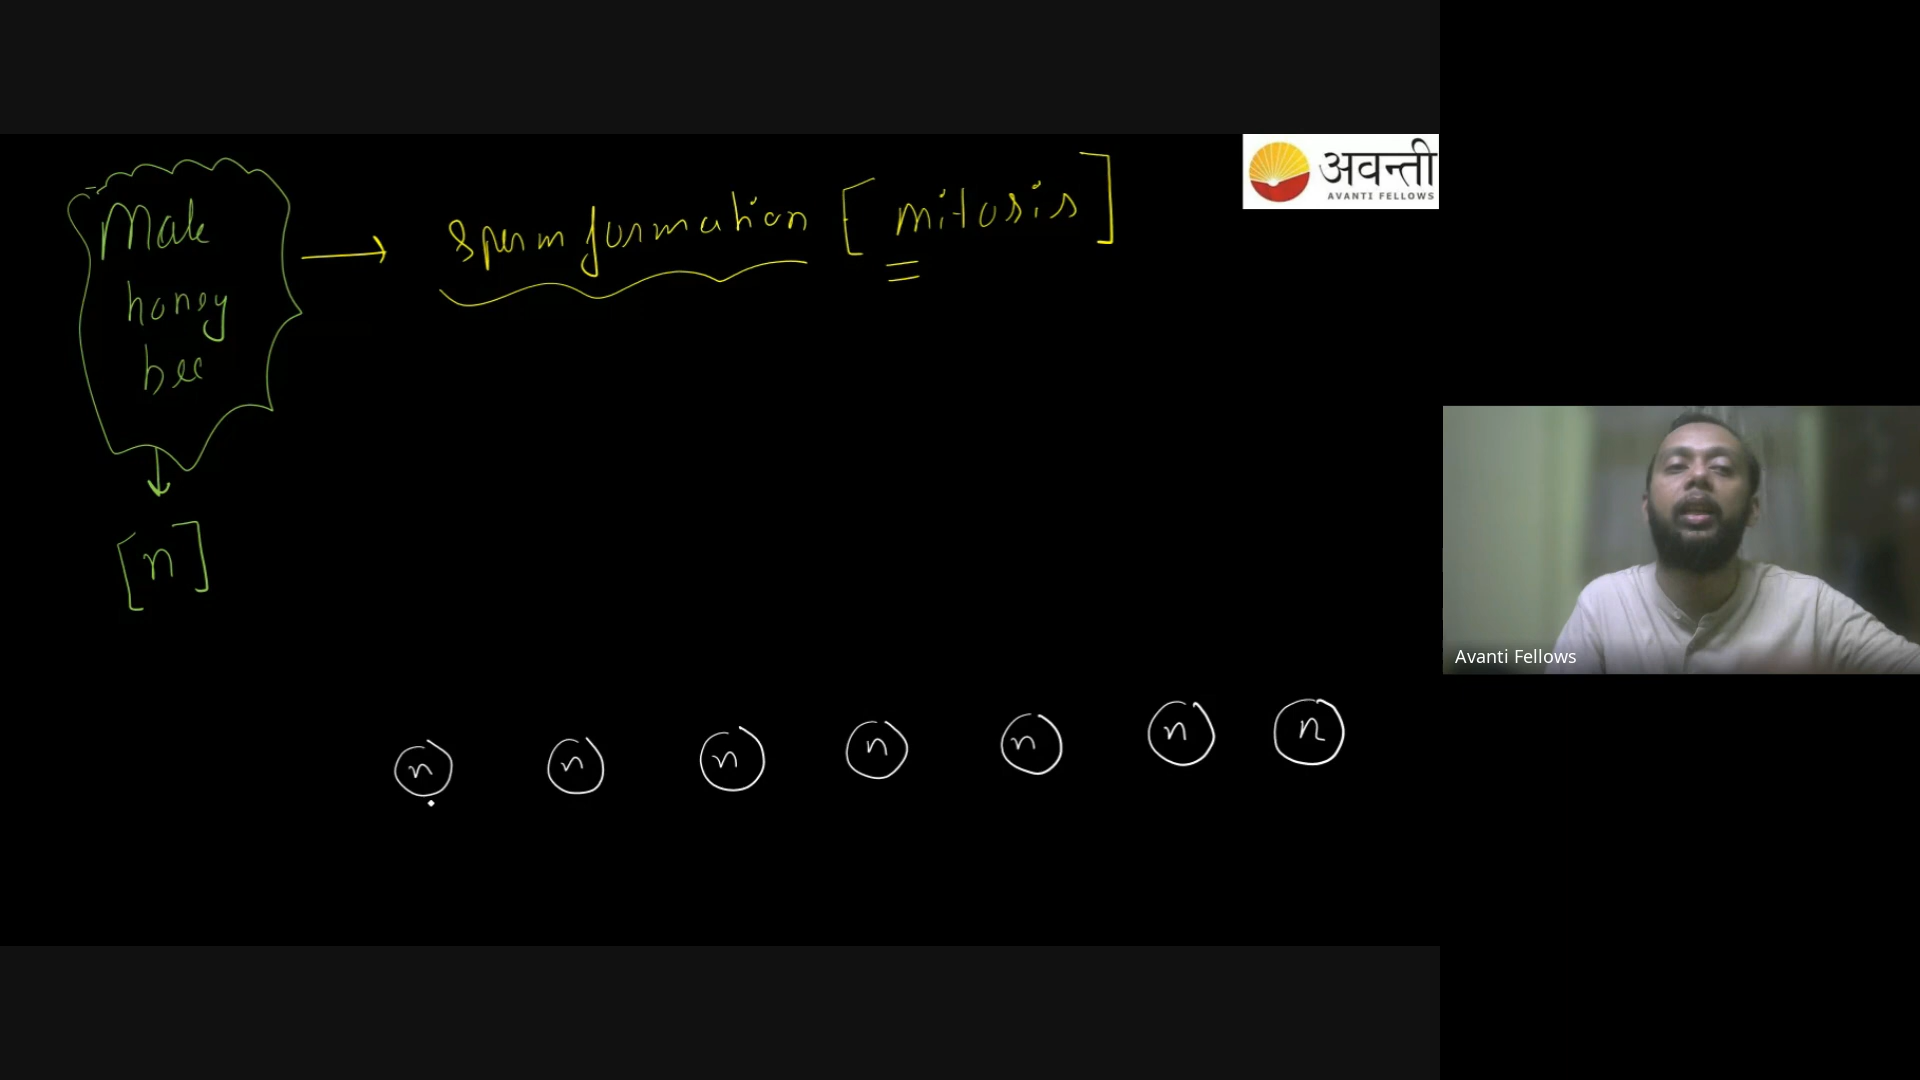 Male
honey
bee
[n]
sperm formation [mitosis]
अवन्ती
AVANTI FELLOWS
Avanti Fellows
n n n n n n n